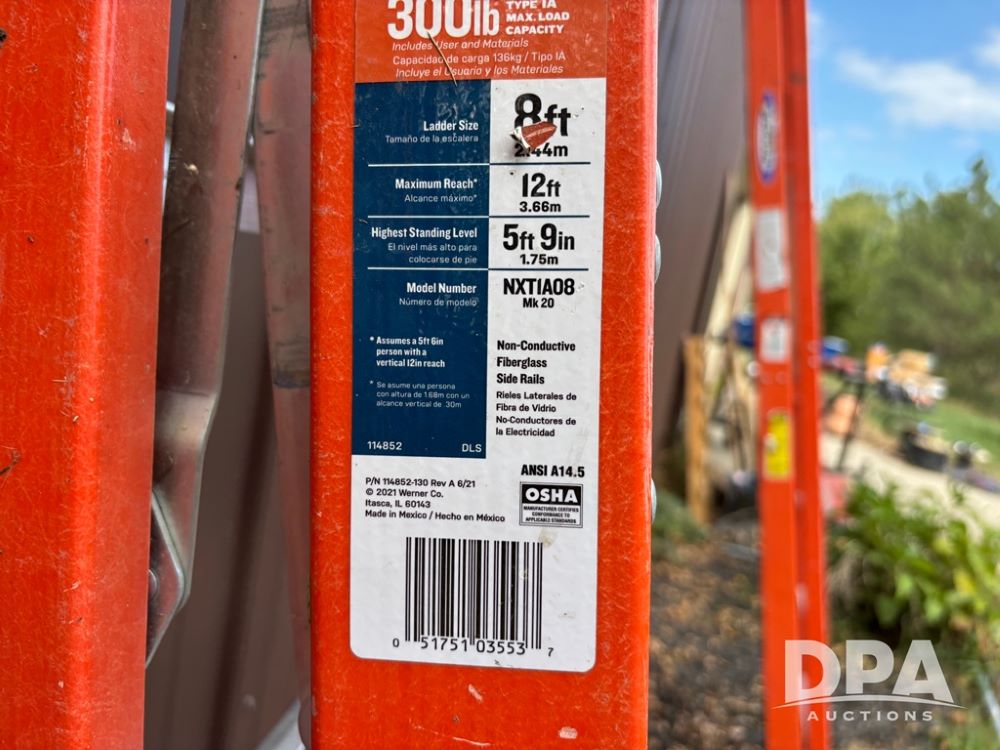 300lb
TYPE IA
MAX. LOAD
CAPACITY
Includes User and Materials
Capacidad de carga 136kg / Tipo IA
Incluye el Usuario y los Materiales
Ladder Size
Tamaño de la escalera
8ft
2.44m
Maximum Reach*
Alcance máximo*
12ft
3.66m
Highest Standing Level
El nivel más alto para
colocarse de pie
5ft 9in
1.75m
Model Number
Número de modelo
NXT1A08
Mk 20
* Assumes a 5ft 6in
person with a
vertical 12in reach
* Se asume una persona
con altura de 1.68m con un
alcance vertical de 30m
114852
DLS
Non-Conductive
Fiberglass
Side Rails
Rieles Laterales de
Fibra de Vidrio
No-Conductores de
la Electricidad
P/N 114852-130 Rev A 6/21
© 2021 Werner Co.
Itasca, IL 60143
Made in Mexico / Hecho en México
ANSI A14.5
OSHA
MANUFACTURER CERTIFIES
CONFORMANCE TO
APPLICABLE STANDARDS
0 51751 03553 7
DPA
AUCTIONS